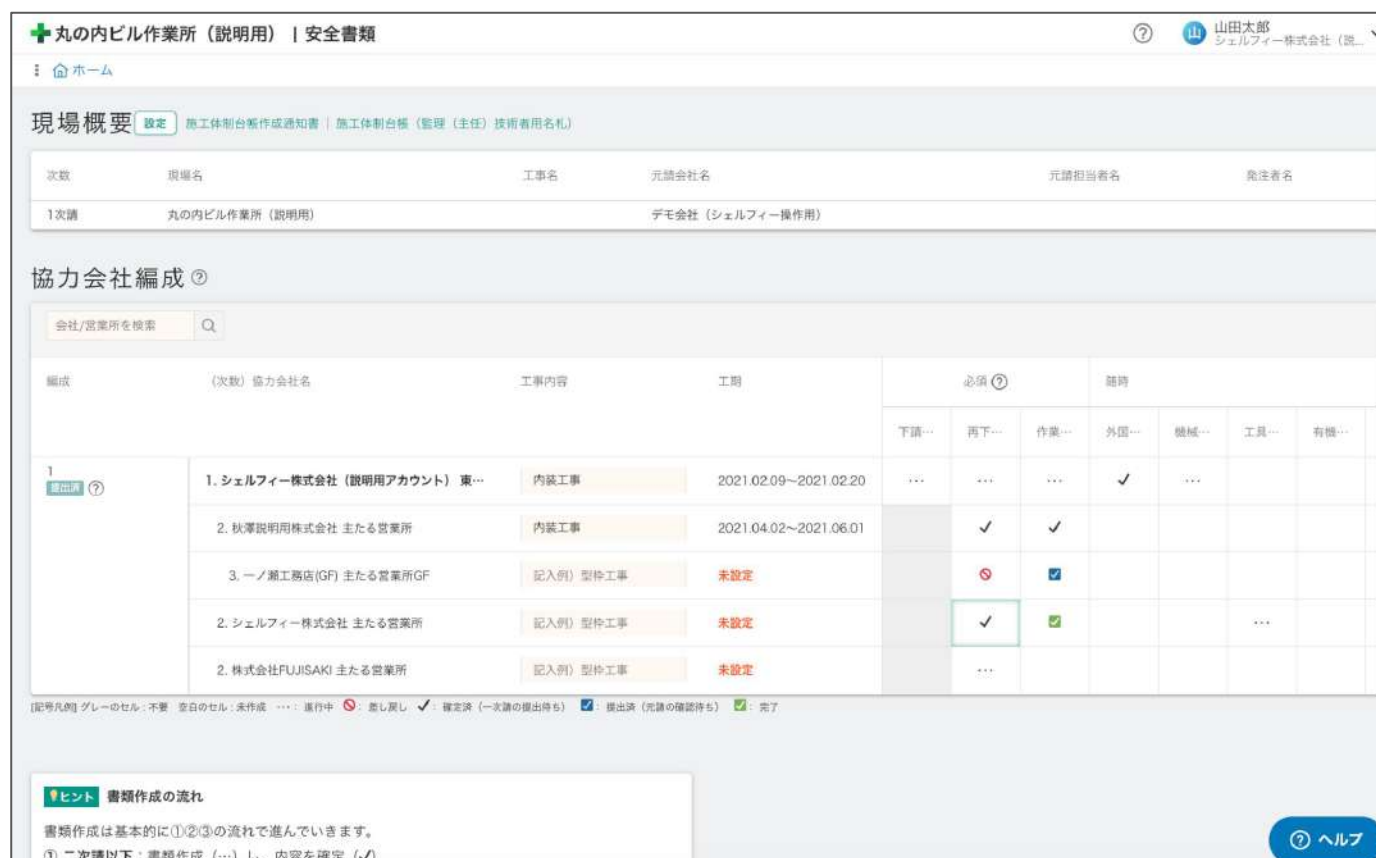 丸の内ビル作業所（説明用） | 安全書類
山田太郎
シェルフィー株式会社（説...
ホーム
現場概要 設定 施工体制台帳作成通知書 | 施工体制台帳（監理（主任）技術者用名札）
次数 現場名 工事名 元請会社名 元請担当者名 発注者名
1次請 丸の内ビル作業所（説明用） デモ会社（シェルフィー操作用）
協力会社編成
会社/営業所を検索
編成 （次数）協力会社名 工事内容 工期 必須 随時
下請… 再下… 作業… 外国… 機械… 工具… 有機…
1 提出済
1. シェルフィー株式会社（説明用アカウント） 東… 内装工事 2021.02.09～2021.02.20 … … … ✓ …
2. 秋澤説明用株式会社 主たる営業所 内装工事 2021.04.02～2021.06.01 ✓ ✓
3. 一ノ瀬工務店(GF) 主たる営業所GF 記入例）型枠工事 未設定
2. シェルフィー株式会社 主たる営業所 記入例）型枠工事 未設定 ✓ …
2. 株式会社FUJISAKI 主たる営業所 記入例）型枠工事 未設定 …
[記号凡例] グレーのセル : 不要 空白のセル : 未作成 … : 進行中 🚫 : 差し戻し ✓ : 確定済（一次請の提出待ち） ☑ : 提出済（元請の確認待ち） ✅ : 完了
ヒント 書類作成の流れ
書類作成は基本的に①②③の流れで進んでいきます。
① 二次請以下 : 書類作成（…）し、内容を確定（✓）
ヘルプ